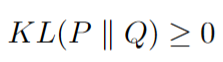 KL(P ∥ Q) ≥ 0